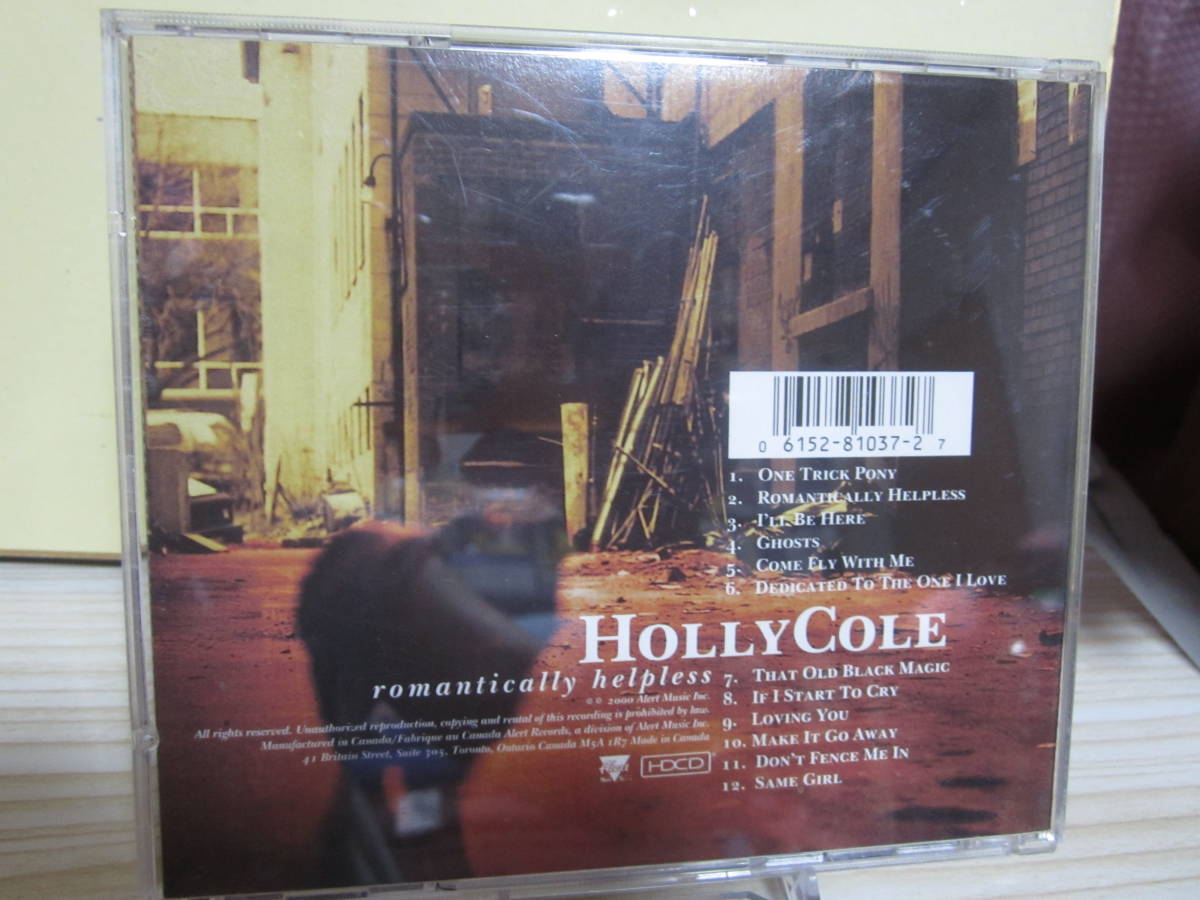 0 6152-81037-2 7
1. ONE TRICK PONY
2. ROMANTICALLY HELPLESS
3. I'LL BE HERE
4. GHOSTS
5. COME FLY WITH ME
6. DEDICATED TO THE ONE I LOVE
HOLLY COLE
romantically helpless
7. THAT OLD BLACK MAGIC
8. IF I START TO CRY
9. LOVING YOU
10. MAKE IT GO AWAY
11. DON'T FENCE ME IN
12. SAME GIRL
℗ © 2000 Alert Music Inc.
All rights reserved. Unauthorized reproduction, copying and rental of this recording is prohibited by law.
Manufactured in Canada/Fabrique au Canada Alert Records, a division of Alert Music Inc.
41 Britain Street, Suite 305, Toronto, Ontario Canada M5A 1R7 Made in Canada
HDCD